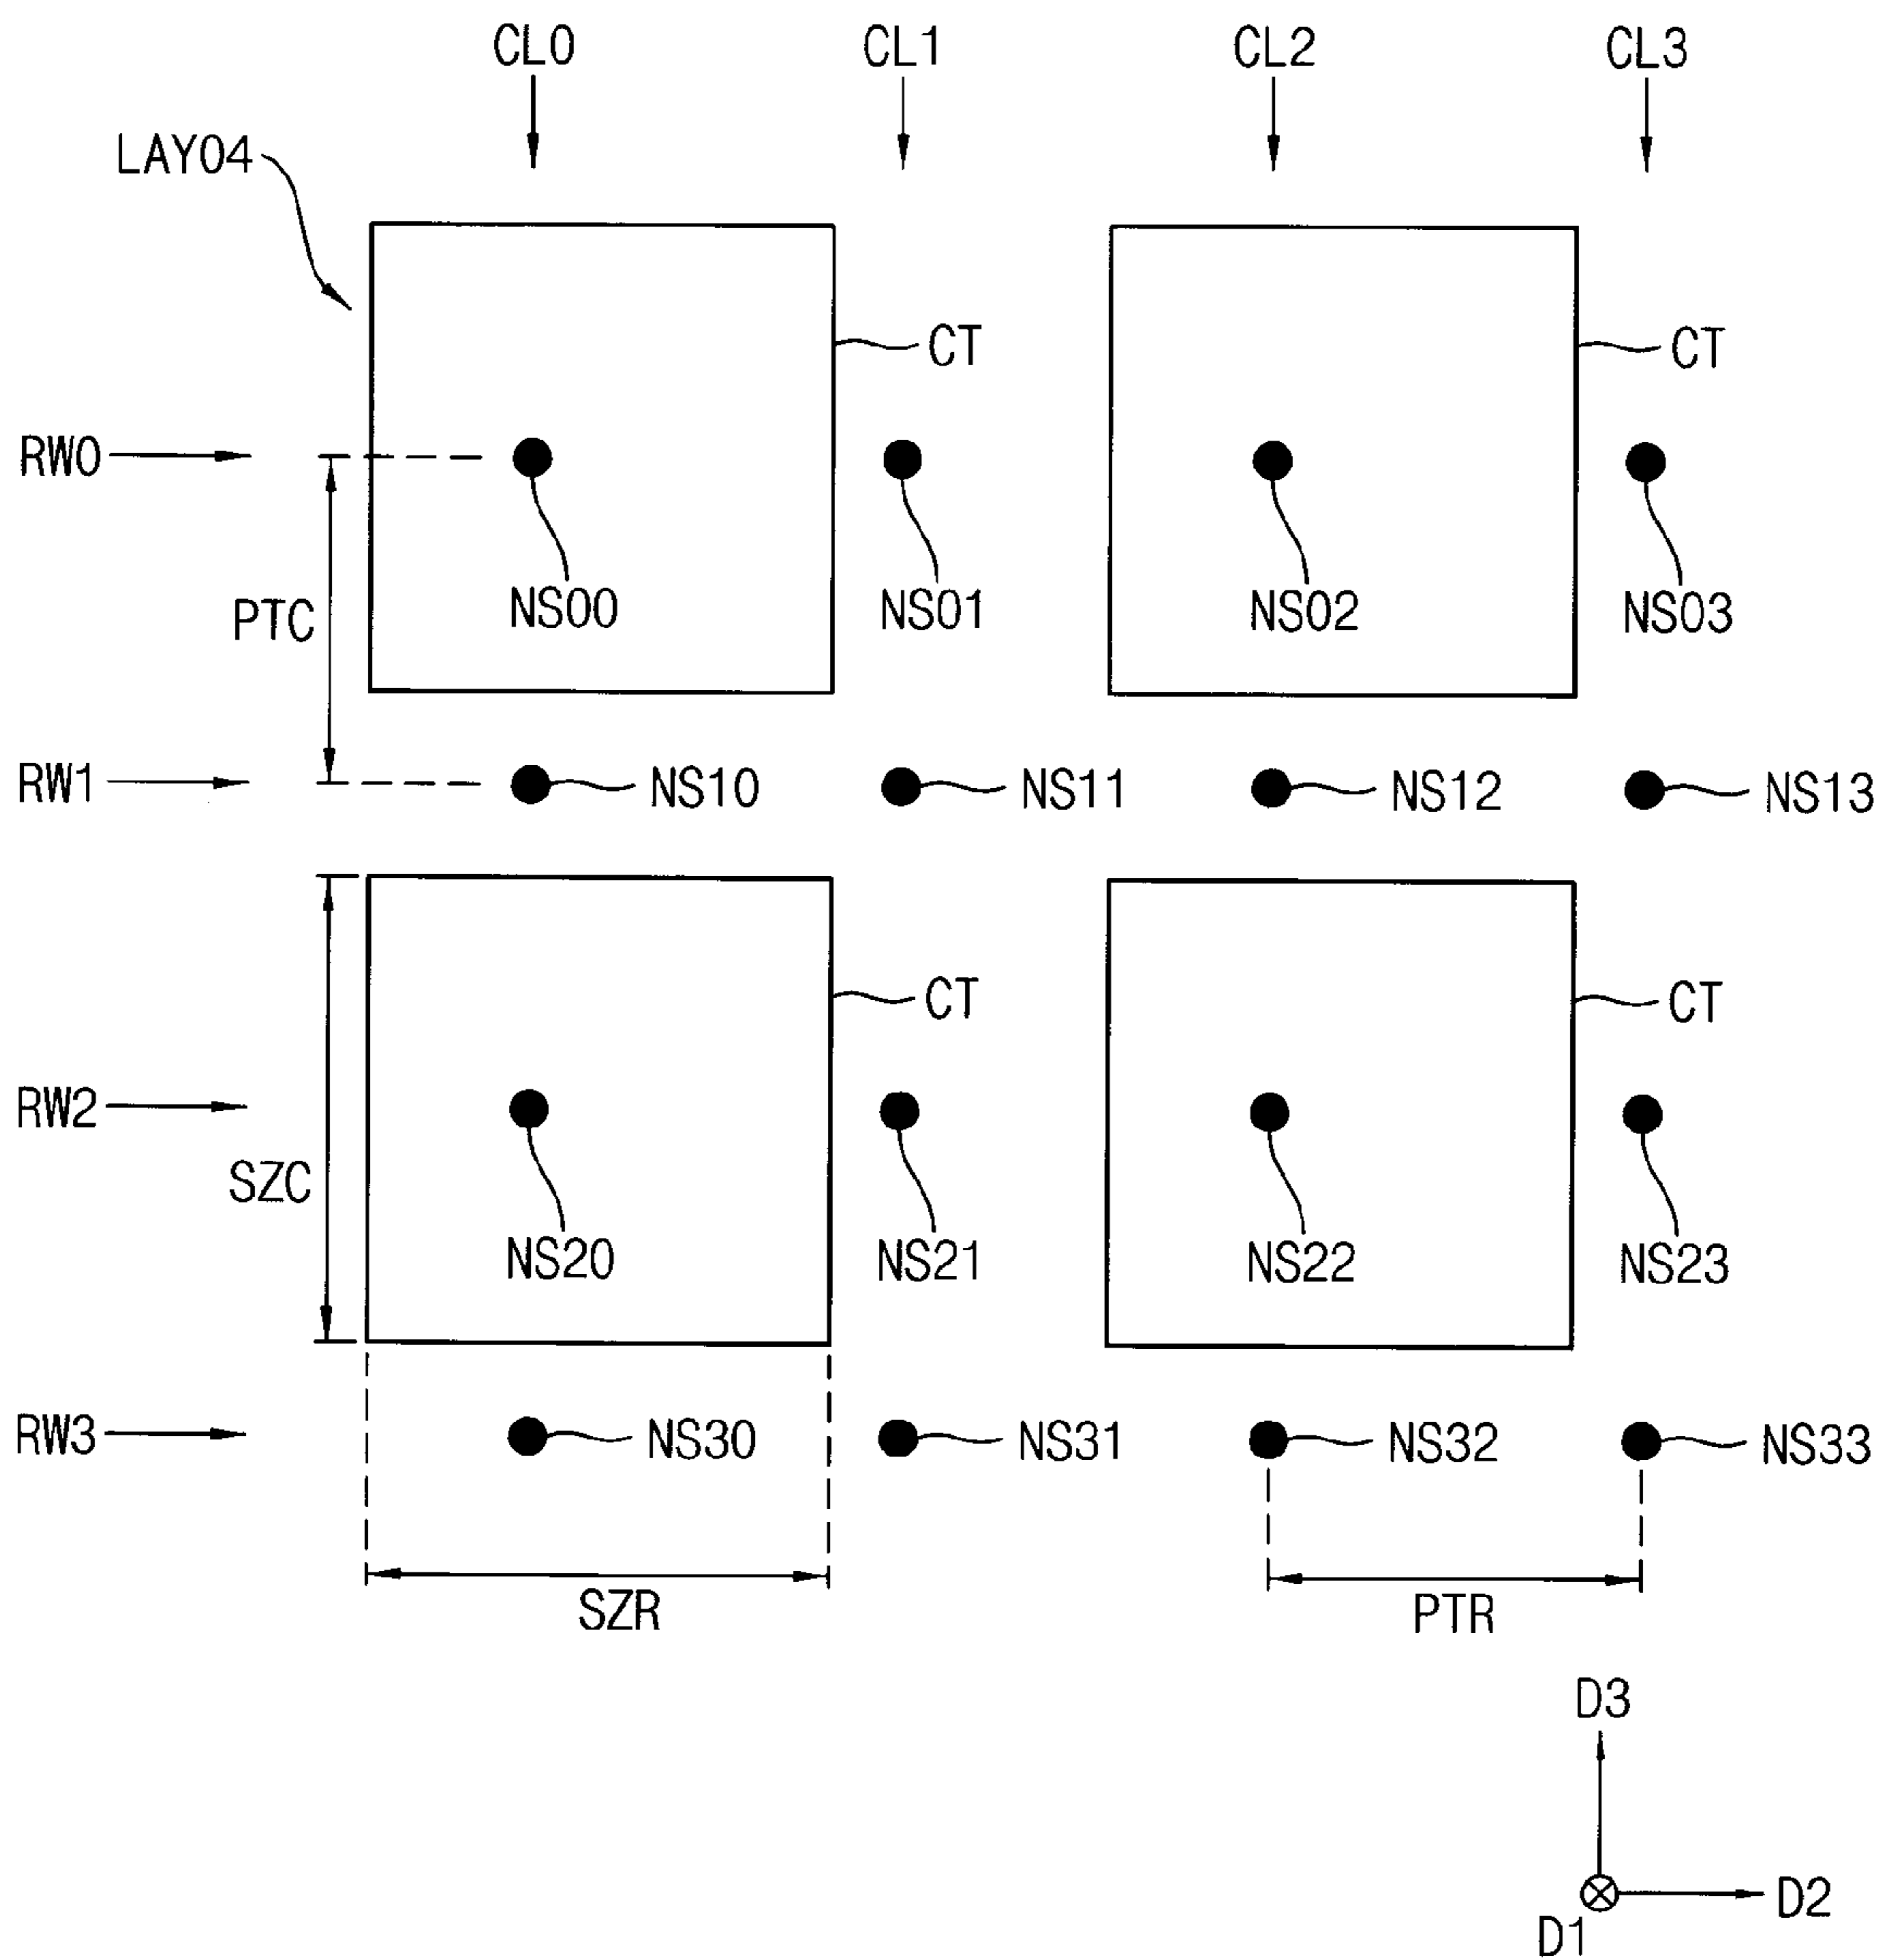 CL0 CL1 CL2 CL3
LAY04
CT CT
RW0
NS00 NS01 NS02 NS03
PTC
RW1 NS10 NS11 NS12 NS13
CT CT
RW2
SZC
NS20 NS21 NS22 NS23
RW3 NS30 NS31 NS32 NS33
SZR PTR
D3
D2
D1